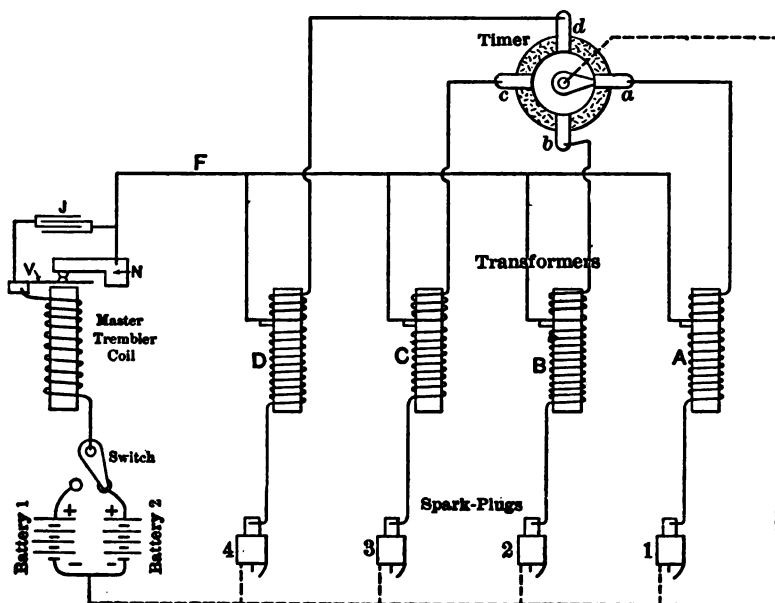 d
Timer
c
a
b
F
J
V
N
Transformers
Master
Trembler
Coil
D
C
B
A
Switch
Spark-Plugs
+
+
Battery 1
Battery 2
-
-
4
3
2
1